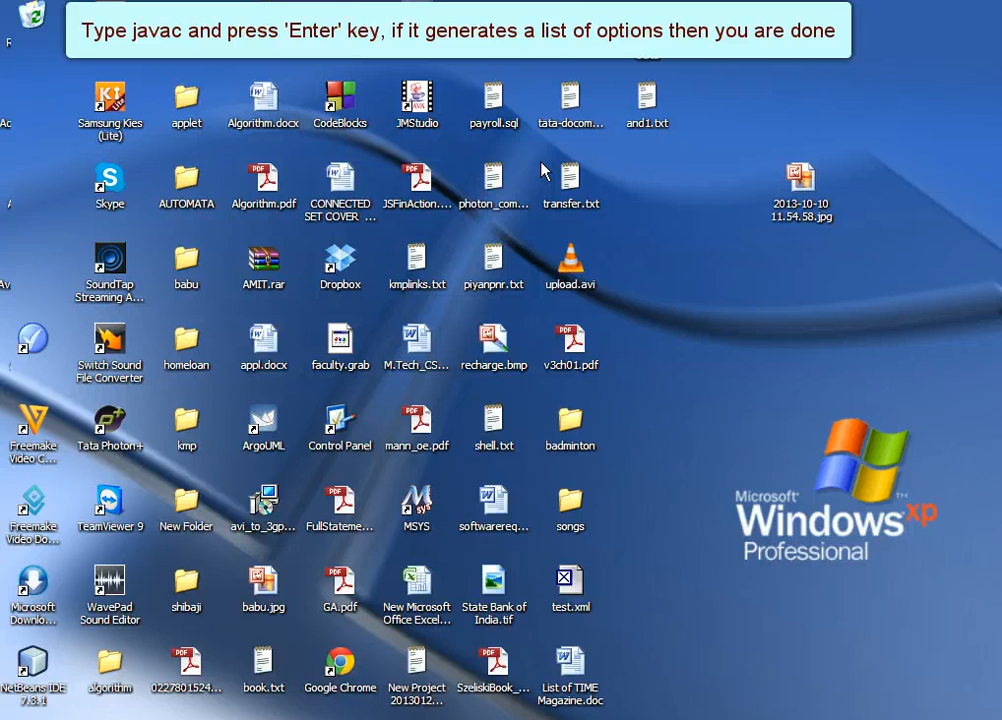 Type javac and press 'Enter' key, if it generates a list of options then you are done
Samsung Kies
(Lite)
applet
Algorithm.docx
CodeBlocks
JMStudio
payroll.sql
tata-docom...
and1.txt
Skype
AUTOMATA
Algorithm.pdf
CONNECTED
SET COVER ...
JSFinAction....
photon_com...
transfer.txt
2013-10-10
11.54.58.jpg
SoundTap
Streaming A...
babu
AMIT.rar
Dropbox
kmplinks.txt
piyanpnr.txt
upload.avi
Switch Sound
File Converter
homeloan
appl.docx
faculty.grab
M.Tech_CS...
recharge.bmp
v3ch01.pdf
Freemake
Video C...
Tata Photon+
kmp
ArgoUML
Control Panel
mann_oe.pdf
shell.txt
badminton
Freemake
Video Do...
TeamViewer 9
New Folder
avi_to_3gp...
FullStateme...
MSYS
softwarereq...
songs
Microsoft
Downlo...
WavePad
Sound Editor
shibaji
babu.jpg
GA.pdf
New Microsoft
Office Excel...
State Bank of
India.tif
test.xml
NetBeans IDE
7.3.1
algorithm
0227801524...
book.txt
Google Chrome
New Project
2013012...
SzeliskiBook_...
List of TIME
Magazine.doc
Microsoft®
Windows xp
Professional